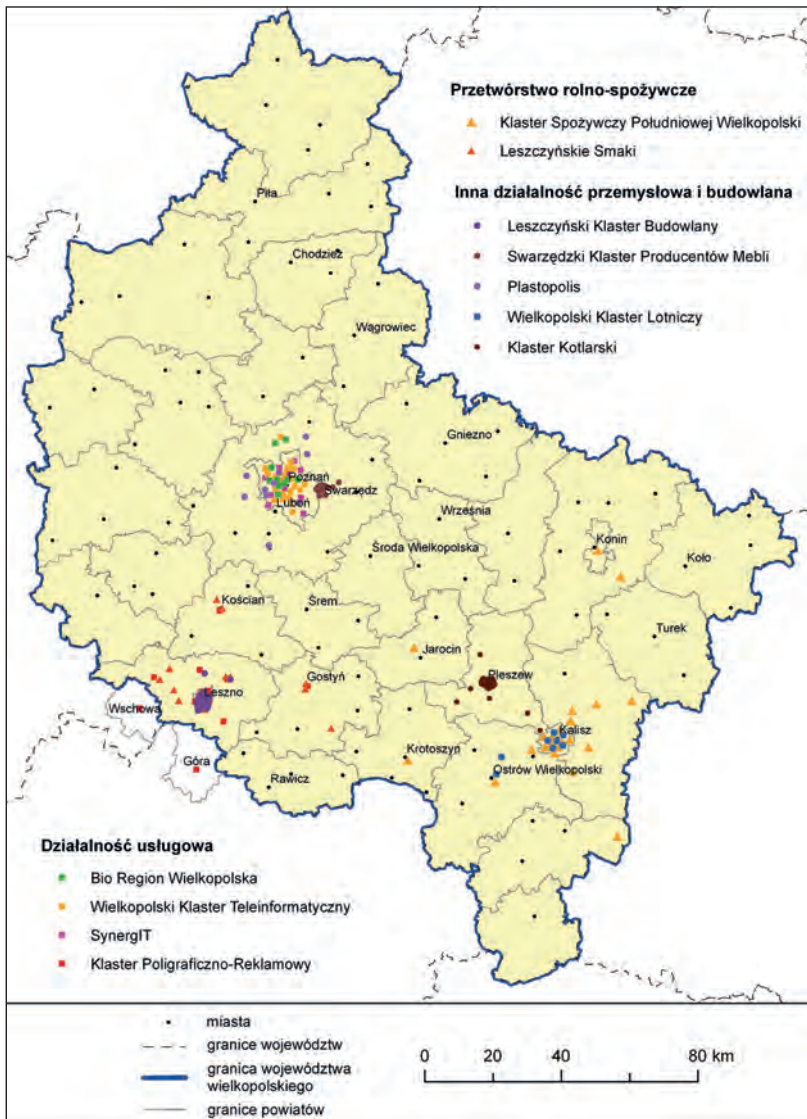 Przetwórstwo rolno-spożywcze
Klaster Spożywczy Południowej Wielkopolski
Leszczyńskie Smaki
Inna działalność przemysłowa i budowlana
Leszczyński Klaster Budowlany
Swarzędzki Klaster Producentów Mebli
Plastopolis
Wielkopolski Klaster Lotniczy
Klaster Kotlarski
Piła
Chodzież
Wągrowiec
Gniezno
Poznań
Swarzędz
Luboń
Września
Konin
Środa Wielkopolska
Koło
Kościan
Śrem
Turek
Jarocin
Gostyń
Pleszew
Leszno
Wschowa
Kalisz
Krotoszyn
Góra
Ostrów Wielkopolski
Rawicz
Działalność usługowa
Bio Region Wielkopolska
Wielkopolski Klaster Teleinformatyczny
SynergIT
Klaster Poligraficzno-Reklamowy
miasta
granice województw
granica województwa
wielkopolskiego
granice powiatów
0 20 40 80 km